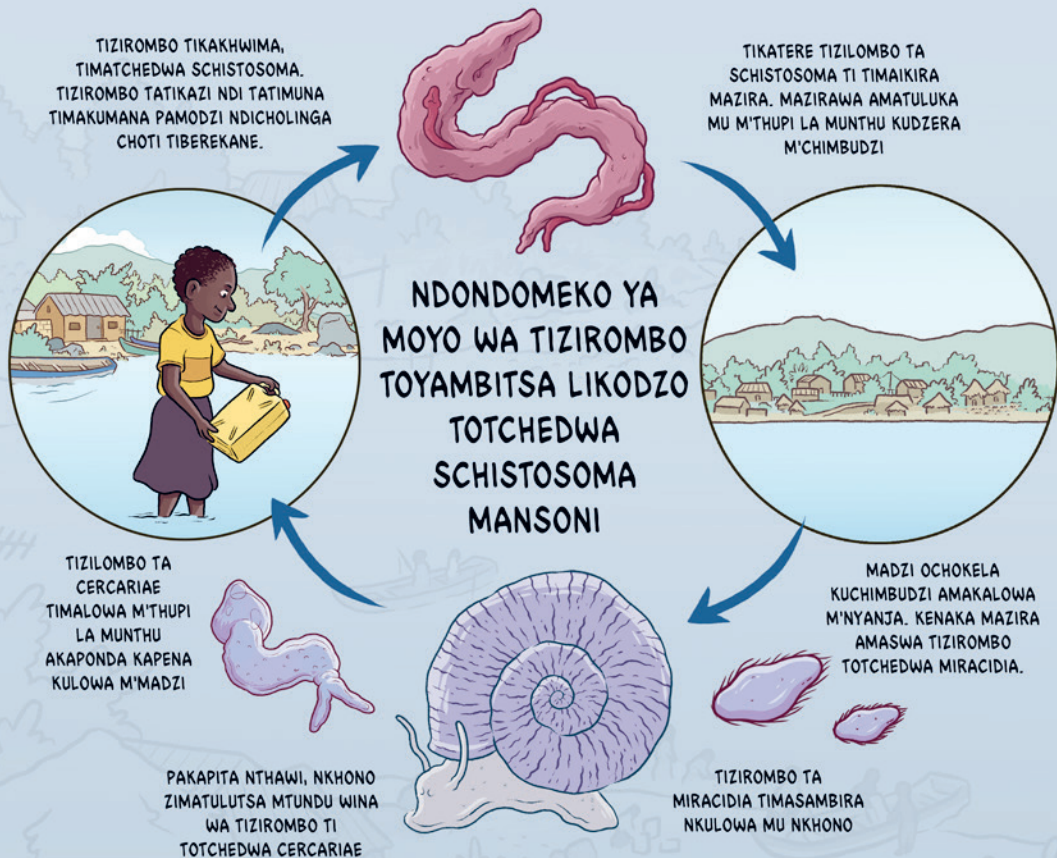 TIZIROMBO TIKAKHWIMA,
TIMATCHEDWA SCHISTOSOMA.
TIZIROMBO TATIKAZI NDI TATIMUNA
TIMAKUMANA PAMODZI NDICHOLINGA
CHOTI TIBEREKANE.
TIKATERE TIZILOMBO TA
SCHISTOSOMA TI TIMAIKIRA
MAZIRA. MAZIRAWA AMATULUKA
MU M'THUPI LA MUNTHU KUDZERA
M'CHIMBUDZI
NDONDOMEKO YA
MOYO WA TIZIROMBO
TOYAMBITSA LIKODZO
TOTCHEDWA
SCHISTOSOMA
MANSONI
MADZI OCHOKELA
KUCHIMBUDZI AMAKALOWA
M'NYANJA. KENAKA MAZIRA
AMASWA TIZIROMBO
TOTCHEDWA MIRACIDIA.
TIZIROMBO TA
MIRACIDIA TIMASAMBIRA
NKULOWA MU NKHONO
PAKAPITA NTHAWI, NKHONO
ZIMATULUTSA MTUNDU WINA
WA TIZIROMBO TI
TOTCHEDWA CERCARIAE
TIZILOMBO TA
CERCARIAE
TIMALOWA M'THUPI
LA MUNTHU
AKAPONDA KAPENA
KULOWA M'MADZI